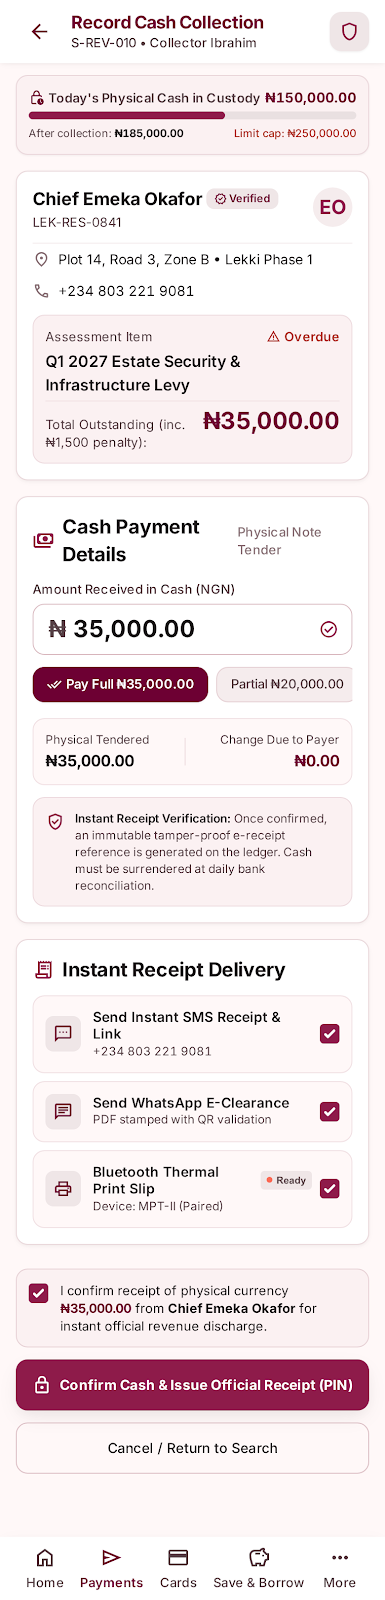 Record Cash Collection
S-REV-010 • Collector Ibrahim
Today's Physical Cash in Custody ₦150,000.00
After collection: ₦185,000.00 Limit cap: ₦250,000.00
Chief Emeka Okafor Verified
LEK-RES-0841
EO
Plot 14, Road 3, Zone B • Lekki Phase 1
+234 803 221 9081
Assessment Item Overdue
Q1 2027 Estate Security &
Infrastructure Levy
Total Outstanding (inc. ₦35,000.00
₦1,500 penalty):
Cash Payment
Details
Physical Note
Tender
Amount Received in Cash (NGN)
₦ 35,000.00
Pay Full ₦35,000.00 Partial ₦20,000.00
Physical Tendered Change Due to Payer
₦35,000.00 ₦0.00
Instant Receipt Verification: Once confirmed,
an immutable tamper-proof e-receipt
reference is generated on the ledger. Cash
must be surrendered at daily bank
reconciliation.
Instant Receipt Delivery
Send Instant SMS Receipt &
Link
+234 803 221 9081
Send WhatsApp E-Clearance
PDF stamped with QR validation
Bluetooth Thermal
Print Slip
Device: MPT-II (Paired)
Ready
I confirm receipt of physical currency
₦35,000.00 from Chief Emeka Okafor for
instant official revenue discharge.
Confirm Cash & Issue Official Receipt (PIN)
Cancel / Return to Search
Home Payments Cards Save & Borrow More